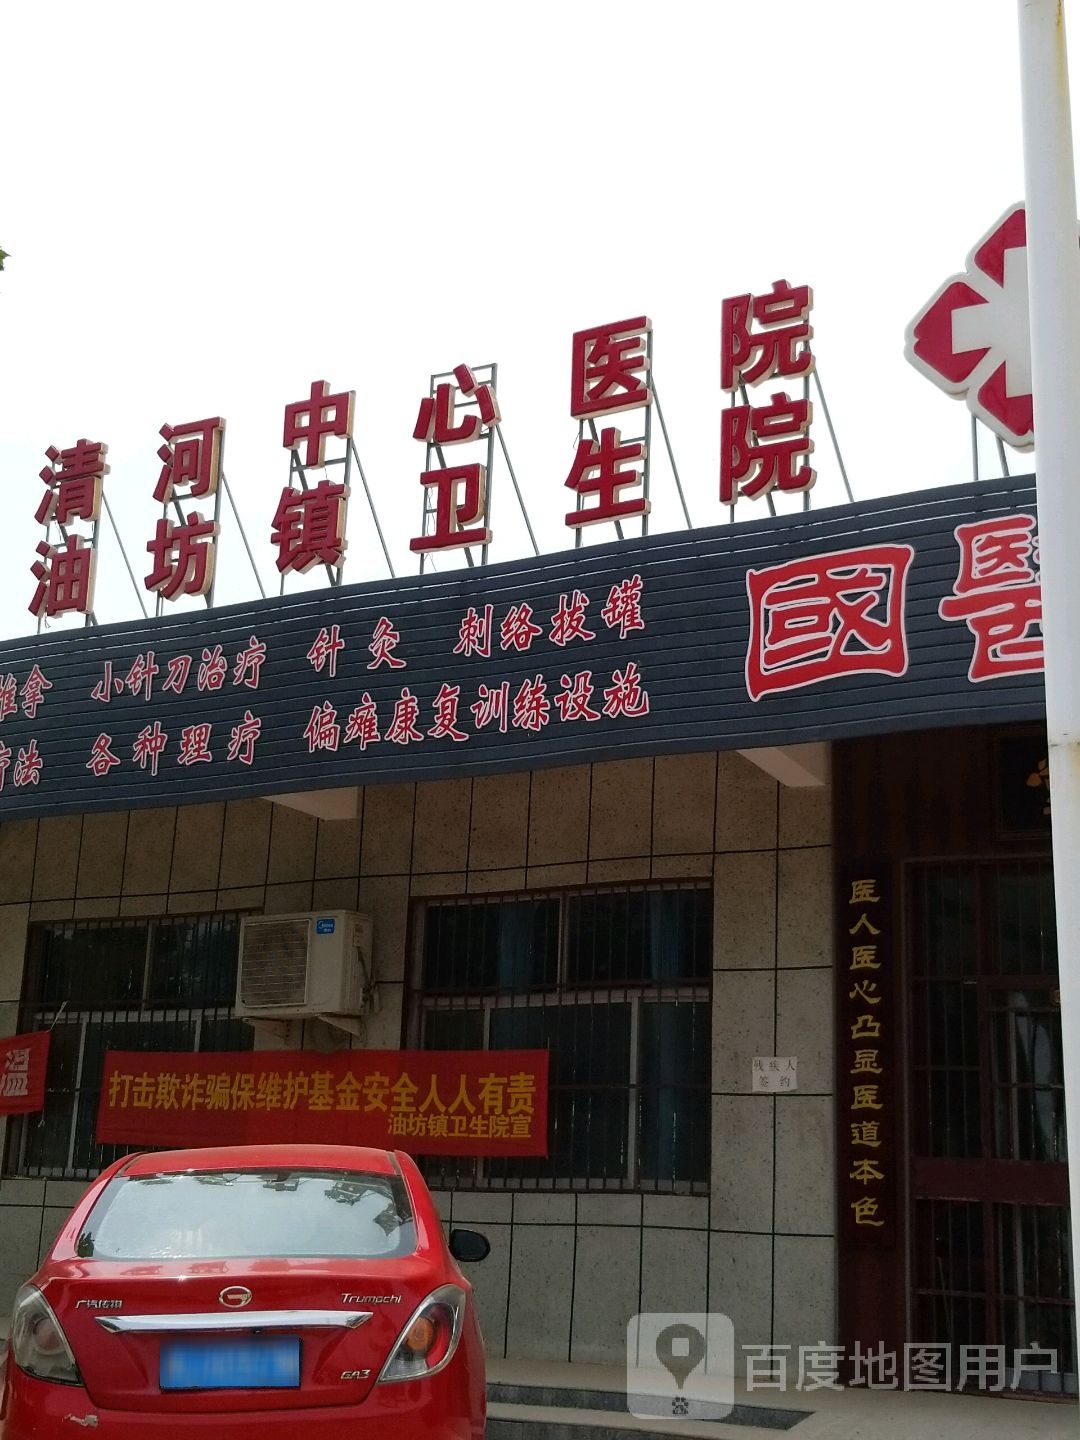 清河中心医院
油坊镇卫生院
推拿 小针刀治疗 针灸 刺络拔罐
疗法 各种理疗 偏瘫康复训练设施
國醫
医人医心凸显医道本色
Midea
残疾人
签约
温
打击欺诈骗保维护基金安全人人有责
油坊镇卫生院宣
广汽传祺
Trumpchi
GA3
百度地图用户